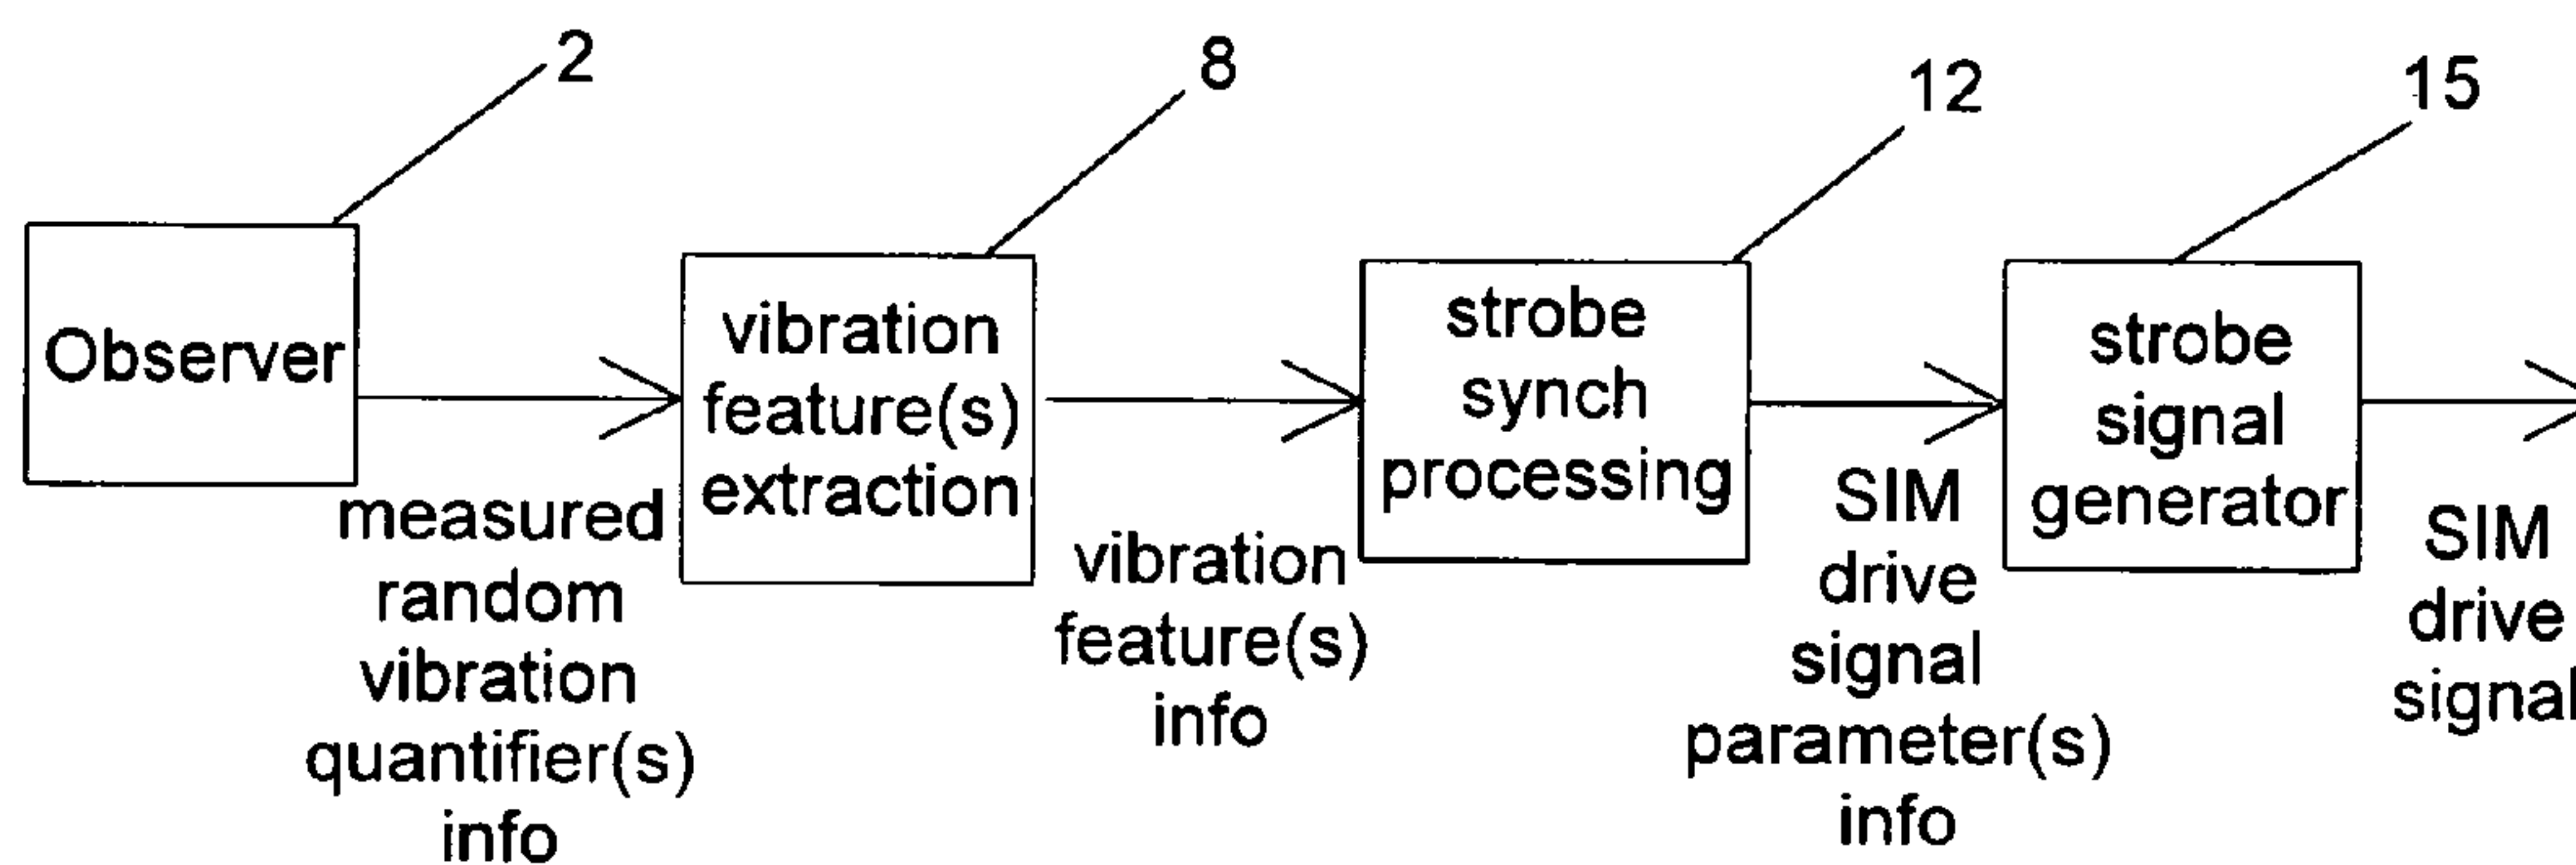 2
8
12
15
Observer
vibration
feature(s)
extraction
strobe
synch
processing
strobe
signal
generator
measured
random
vibration
quantifier(s)
info
vibration
feature(s)
info
SIM
drive
signal
parameter(s)
info
SIM
drive
signal